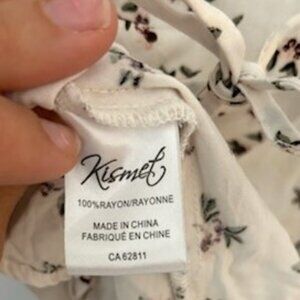 Kismet
100%RAYON/RAYONNE
MADE IN CHINA
FABRIQUÉ EN CHINE
CA 62811